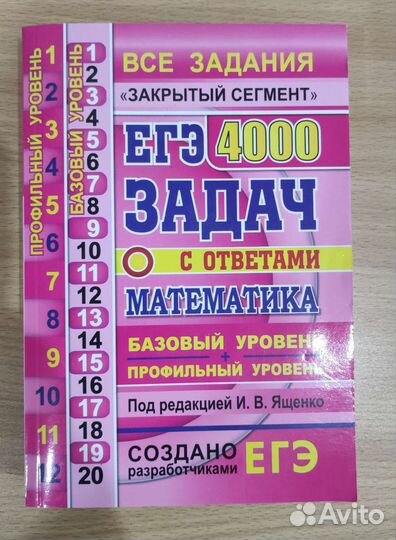 ПРОФИЛЬНЫЙ УРОВЕНЬ
1
2
3
4
5
6
7
8
9
10
11
12
БАЗОВЫЙ УРОВЕНЬ
1
2
3
4
5
6
7
8
9
10
11
12
13
14
15
16
17
18
19
20
ВСЕ ЗАДАНИЯ
«ЗАКРЫТЫЙ СЕГМЕНТ»
ЕГЭ 4000
ЗАДАЧ
С ОТВЕТАМИ
МАТЕМАТИКА
БАЗОВЫЙ УРОВЕНЬ
+
ПРОФИЛЬНЫЙ УРОВЕНЬ
Под редакцией И. В. Ященко
СОЗДАНО
разработчиками ЕГЭ
Avito